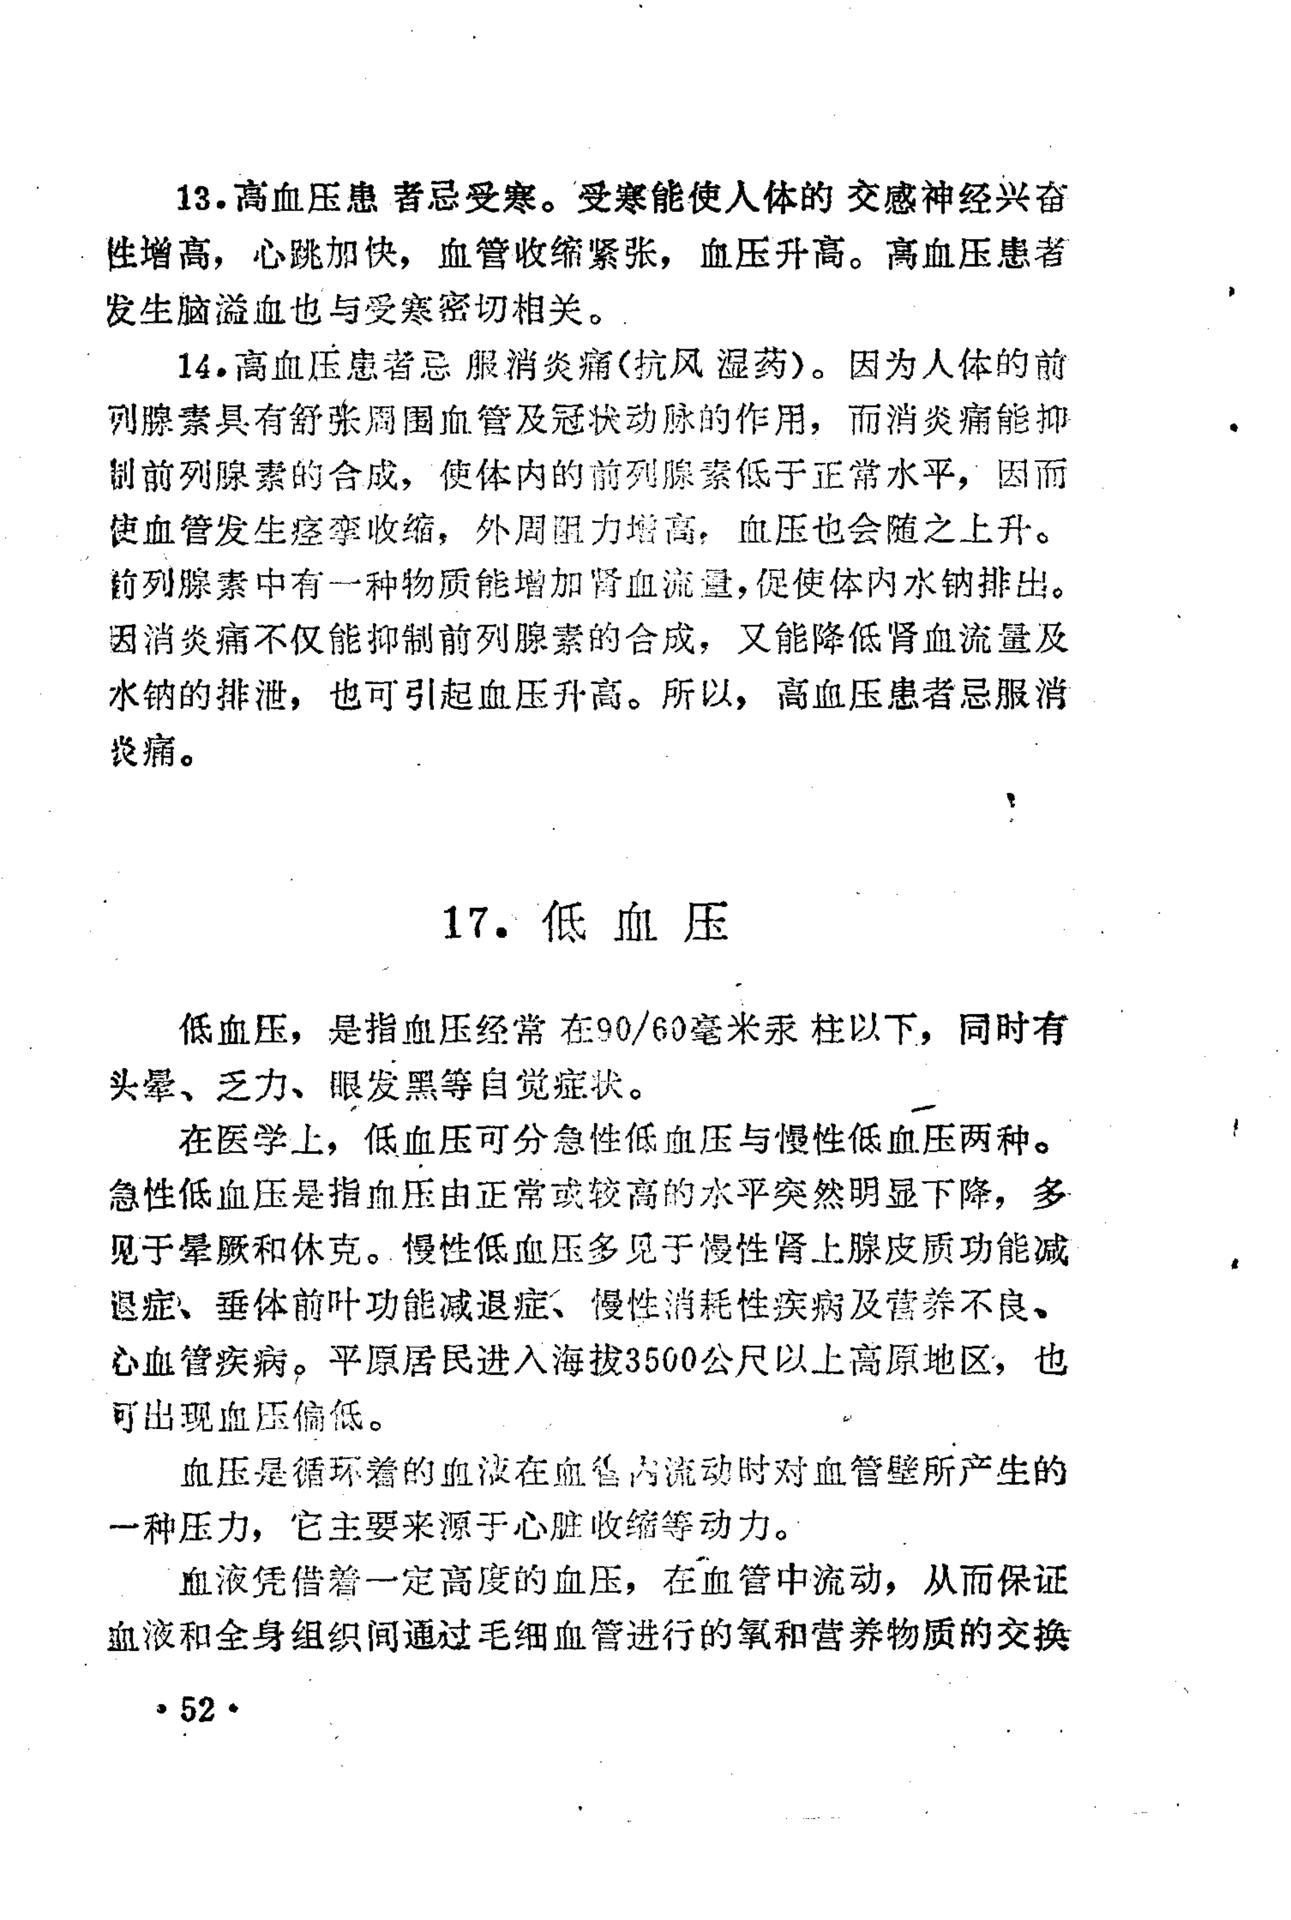 13.高血压患者忌受寒。受寒能使人体的交感神经兴奋
性增高，心跳加快，血管收缩紧张，血压升高。高血压患者
发生脑溢血也与受寒密切相关。
14.高血压患者忌服消炎痛(抗风湿药)。因为人体的前
列腺素具有舒张周围血管及冠状动脉的作用，而消炎痛能抑
制前列腺素的合成，使体内的前列腺素低于正常水平，因而
使血管发生痉挛收缩，外周阻力增高，血压也会随之上升。
前列腺素中有一种物质能增加肾血流量，促使体内水钠排出。
因消炎痛不仅能抑制前列腺素的合成，又能降低肾血流量及
水钠的排泄，也可引起血压升高。所以，高血压患者忌服消
炎痛。
17.低血压
低血压，是指血压经常在90/60毫米汞柱以下，同时有
头晕、乏力、眼发黑等自觉症状。
在医学上，低血压可分急性低血压与慢性低血压两种。
急性低血压是指血压由正常或较高的水平突然明显下降，多
见于晕厥和休克。慢性低血压多见于慢性肾上腺皮质功能减
退症、垂体前叶功能减退症、慢性消耗性疾病及营养不良、
心血管疾病。平原居民进入海拔3500公尺以上高原地区，也
可出现血压偏低。
血压是循环着的血液在血管内流动时对血管壁所产生的
一种压力，它主要来源于心脏收缩等动力。
血液凭借着一定高度的血压，在血管中流动，从而保证
血液和全身组织间通过毛细血管进行的氧和营养物质的交换
·52·